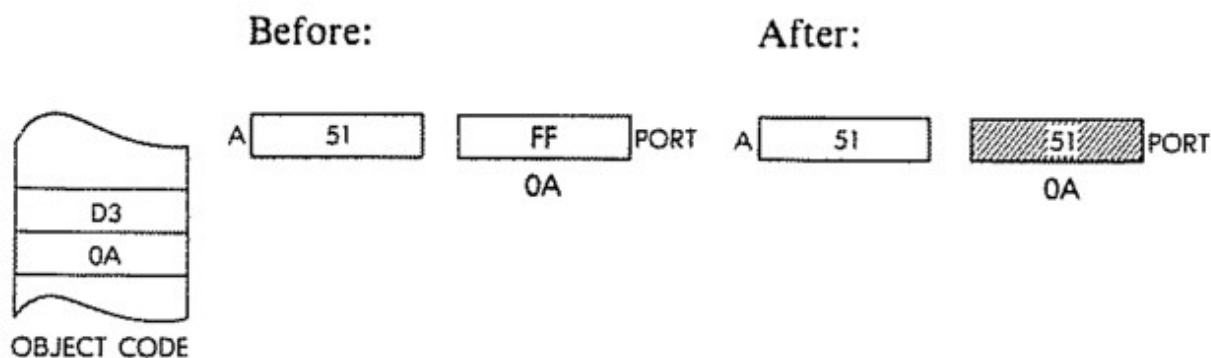 Before: After:
A 51 FF PORT A 51 51 PORT
0A 0A
D3
0A
OBJECT CODE